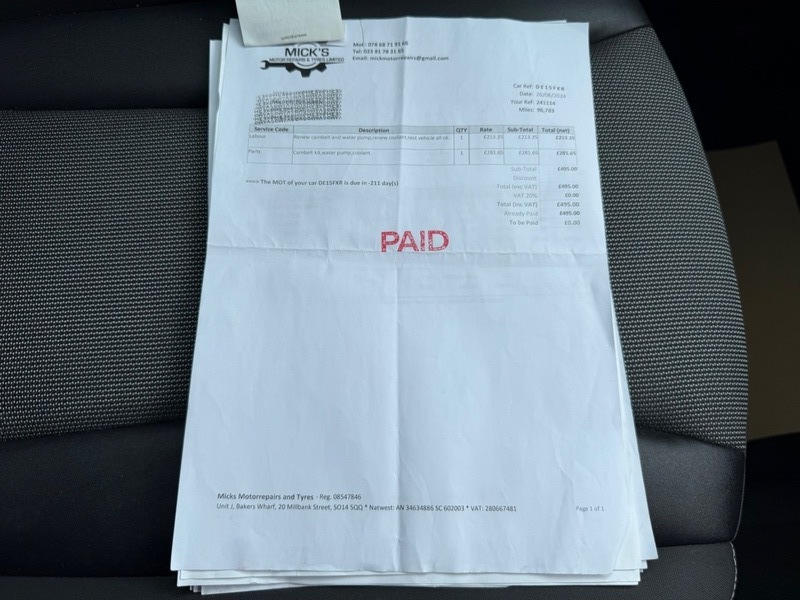 MICK'S
MOTOR REPAIRS & TYRES LIMITED
Mot: 078 68 71 91 65
Tel: 023 81 78 31 65
Email: mickmotorrepairs@gmail.com
Car Ref: DE15FXR
Date: 26/08/2024
Your Ref: 241114
Miles: 96,783
Service Code Description QTY Rate Sub-Total Total (net)
Labour Renew cambelt and water pump,renew coolant,test vehicle all ok. 1 £213.35 £213.35 £213.35
Parts Cambelt kit,water pump,coolant. 1 £281.65 £281.65 £281.65
Sub-Total £495.00
Discount
Total (exc VAT) £495.00
VAT 20% £0.00
Total (inc VAT) £495.00
Already Paid £495.00
To be Paid £0.00
>>>> The MOT of your car DE15FXR is due in -211 day(s)
PAID
Micks Motorrepairs and Tyres - Reg. 08547846
Unit J, Bakers Wharf, 20 Millbank Street, SO14 5QQ * Natwest: AN 34634886 SC 602003 * VAT: 280667481
Page 1 of 1